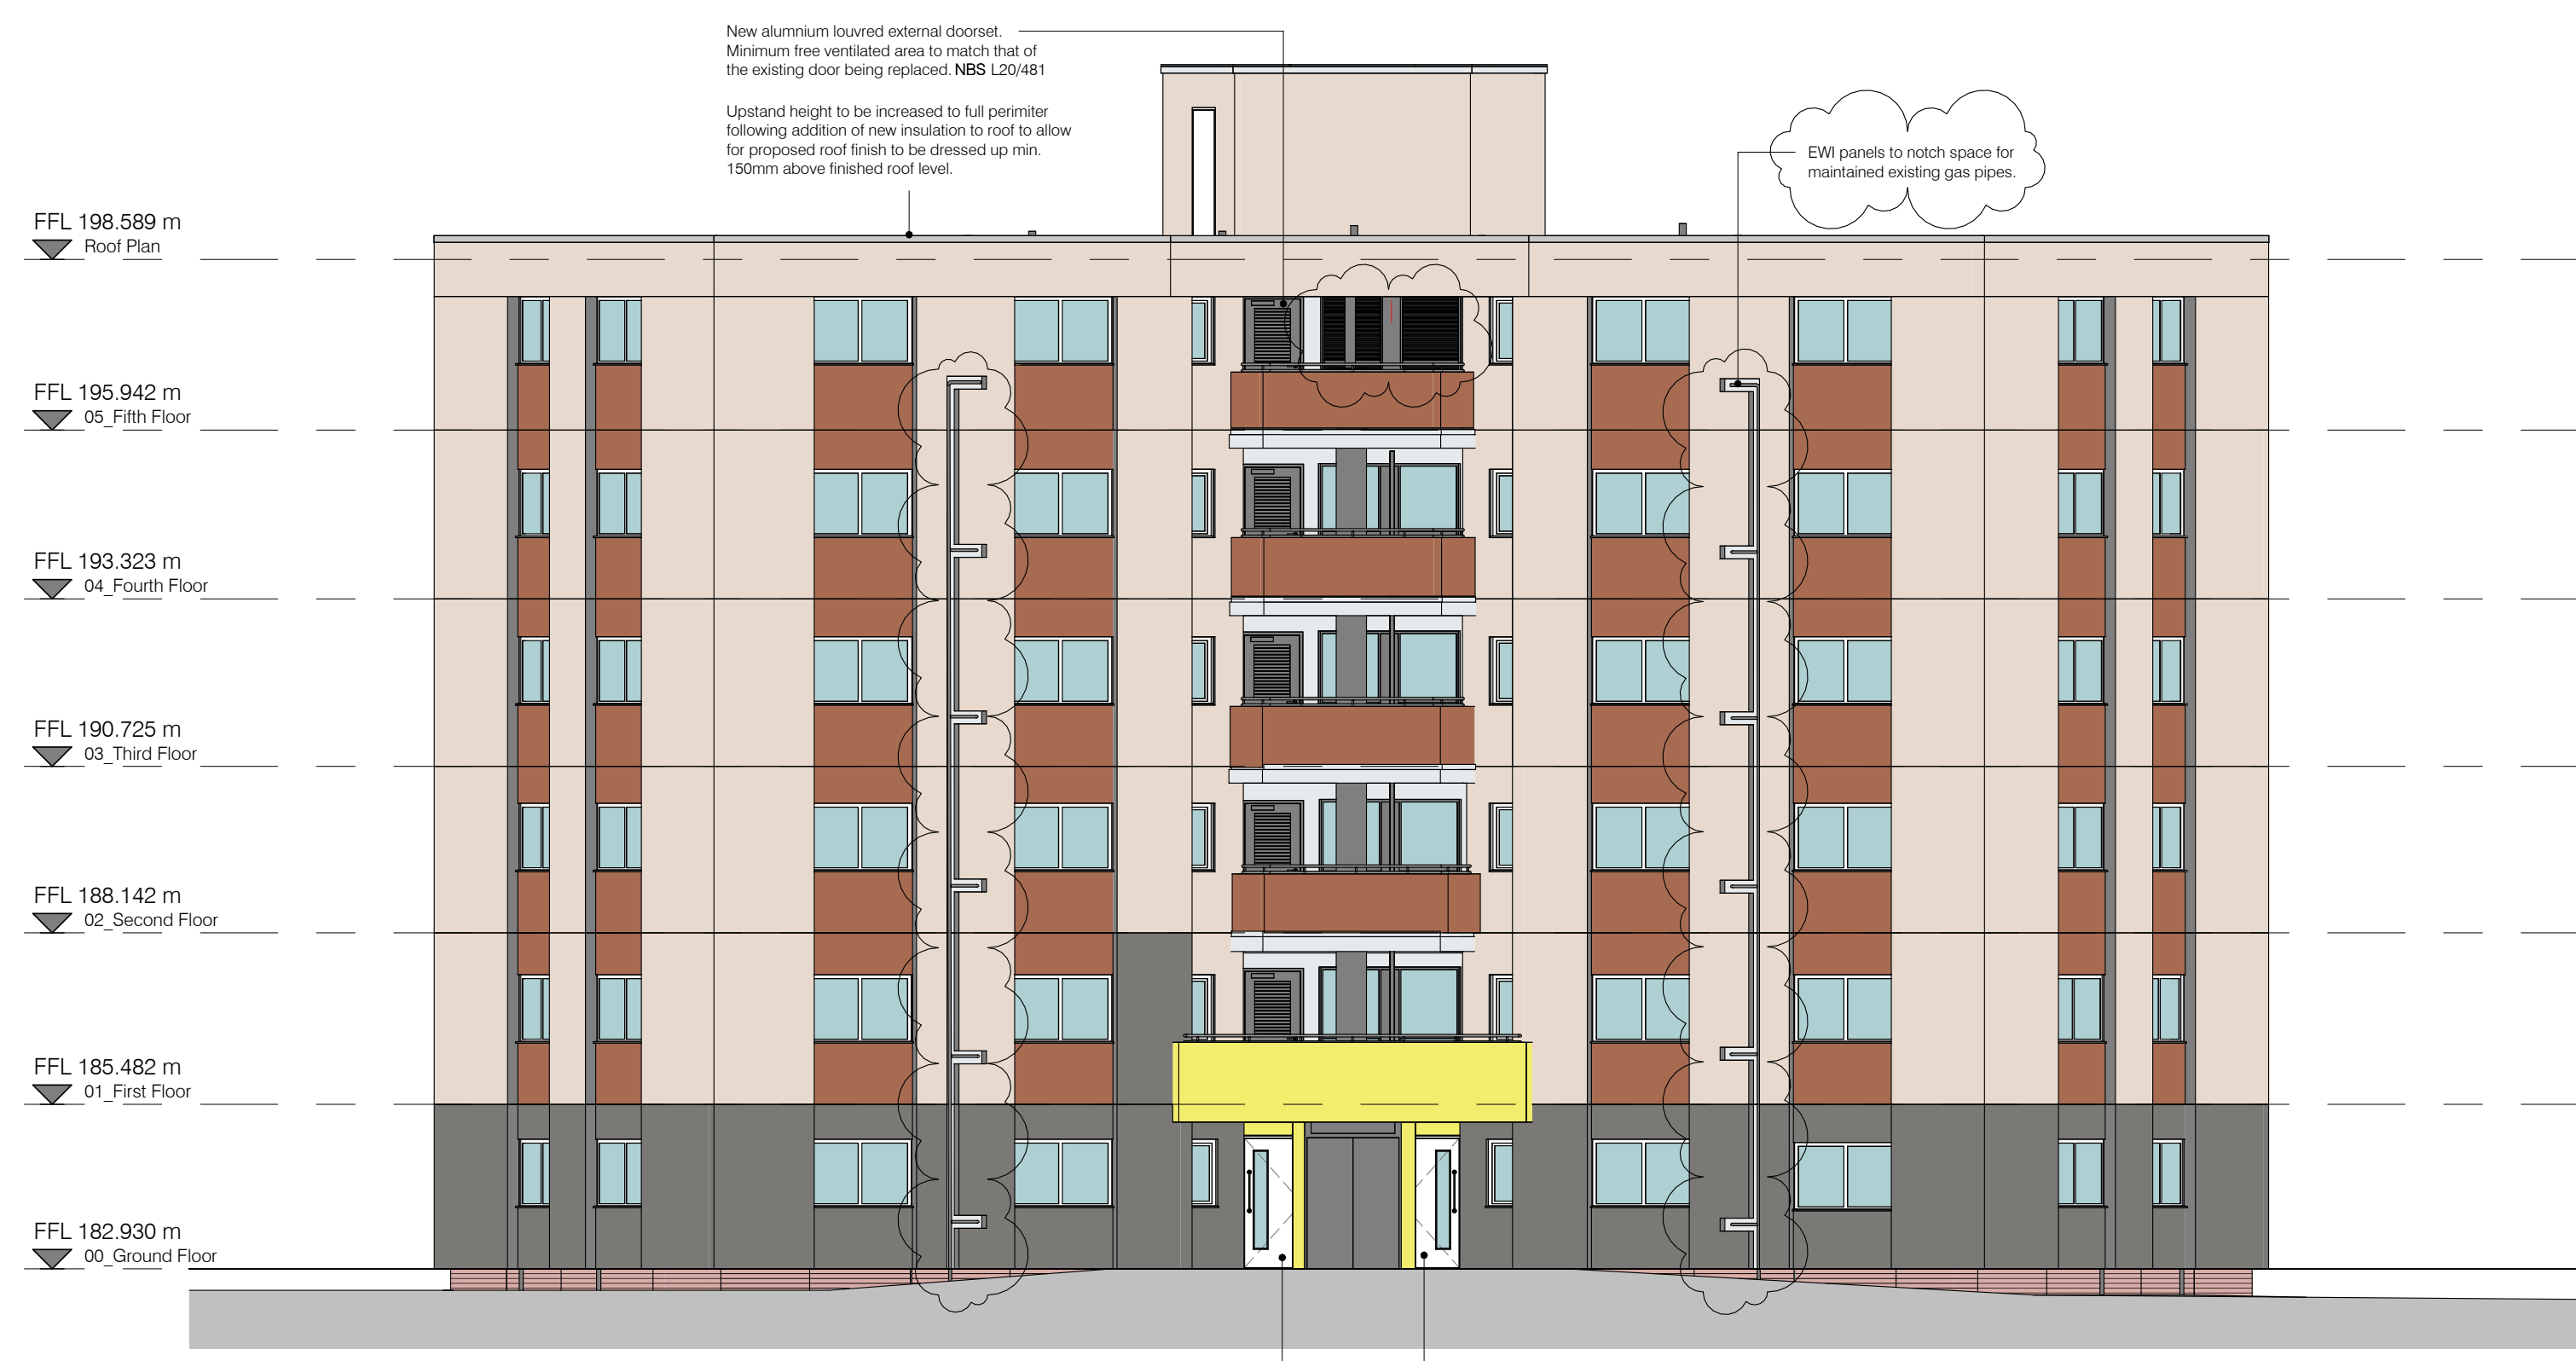 New alumnium louvred external doorset.
Minimum free ventilated area to match that of
the existing door being replaced. NBS L20/481
Upstand height to be increased to full perimiter
following addition of new insulation to roof to allow
for proposed roof finish to be dressed up min.
150mm above finished roof level.
EWI panels to notch space for
maintained existing gas pipes.
FFL 198.589 m
Roof Plan
FFL 195.942 m
05_Fifth Floor
FFL 193.323 m
04_Fourth Floor
FFL 190.725 m
03_Third Floor
FFL 188.142 m
02_Second Floor
FFL 185.482 m
01_First Floor
FFL 182.930 m
00_Ground Floor